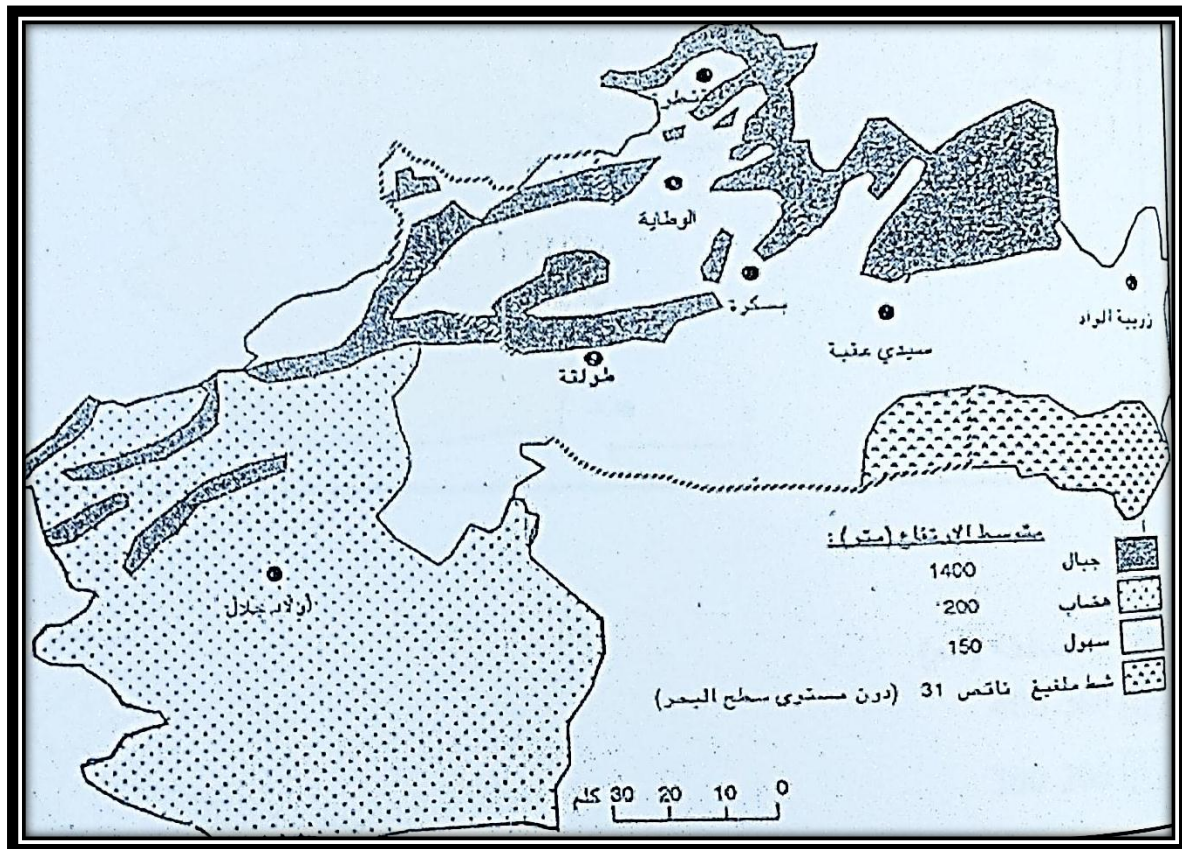 قنطرة
الوطاية
بسكرة
زريبة الواد
سيدي عقبة
طولقة
أولاد جلال
متوسط الارتفاع (متر):
جبال 1400
هضاب 200
سهول 150
شط ملغيغ ناقص 31 (دون مستوى سطح البحر)
كلم 30 20 10 0